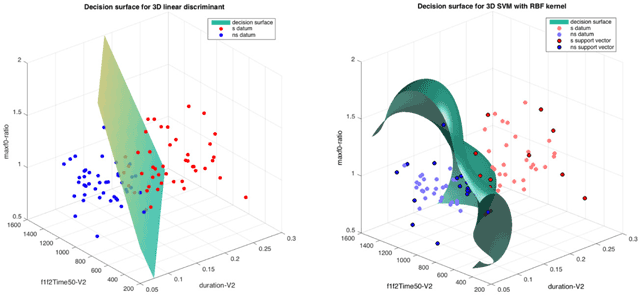 Decision surface for 3D linear discriminant
decision surface
s datum
ns datum
2
1.5
1
0.5
maxf0-ratio
1600
1400
1200
1000
800
600
400
200
f1f2Time50-V2
0.05
0.1
0.15
0.2
0.25
0.3
duration-V2
Decision surface for 3D SVM with RBF kernel
decision surface
s datum
ns datum
s support vector
ns support vector
2
1.5
1
0.5
maxf0-ratio
1600
1400
1200
1000
800
600
400
200
f1f2Time50-V2
0.05
0.1
0.15
0.2
0.25
0.3
duration-V2